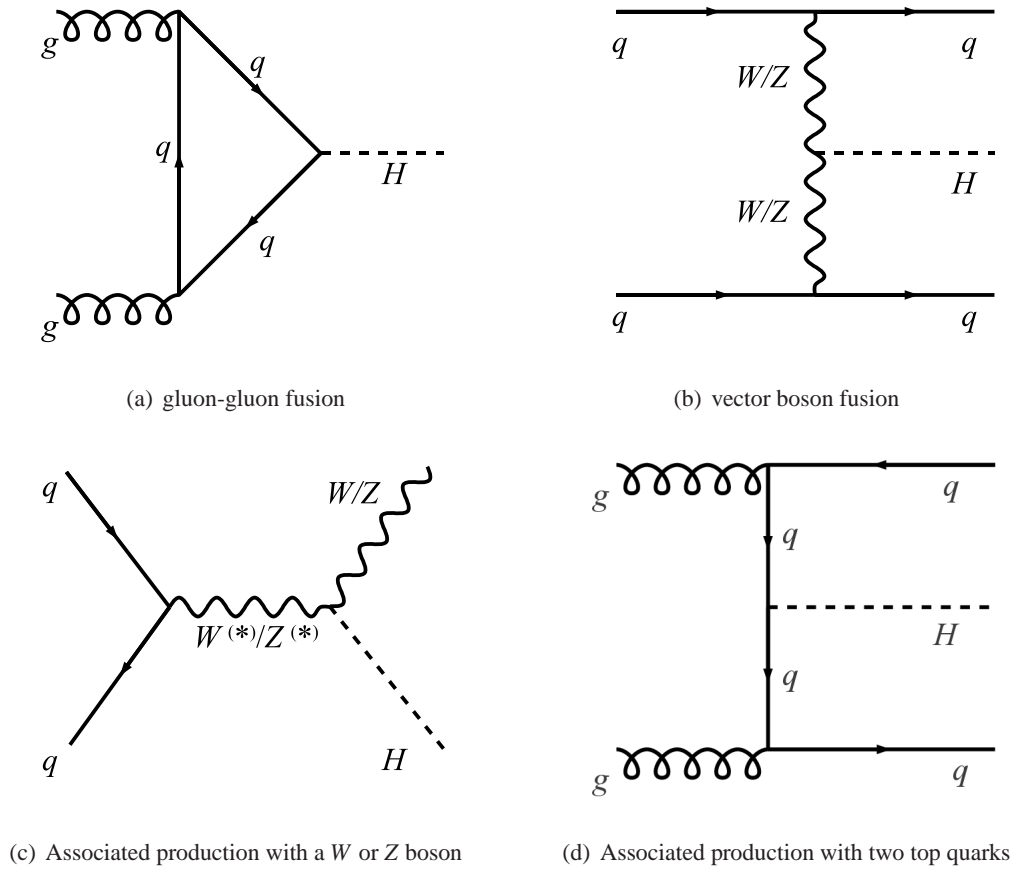 g
q
q
q
H
g
(a) gluon-gluon fusion
q
q
W/Z
H
W/Z
q
q
(b) vector boson fusion
q
W/Z
W (*)/Z (*)
q
H
(c) Associated production with a W or Z boson
g
q
q
H
q
g
q
(d) Associated production with two top quarks